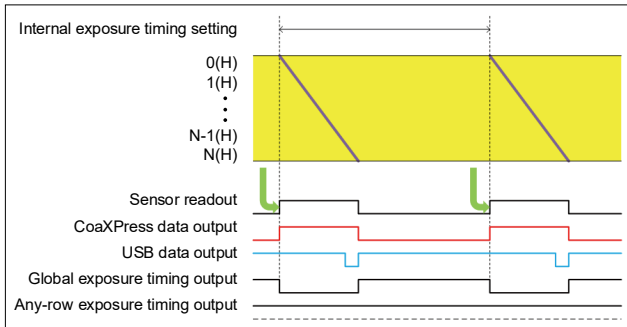 Internal exposure timing setting
0(H)
1(H)
N-1(H)
N(H)
Sensor readout
CoaXPress data output
USB data output
Global exposure timing output
Any-row exposure timing output